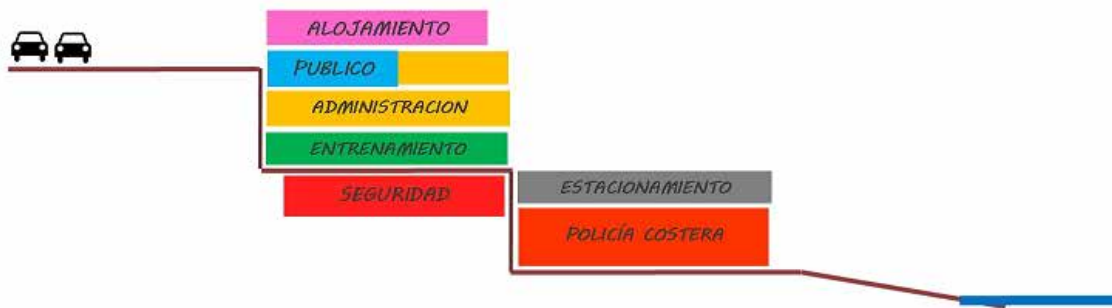 ALOJAMIENTO
PUBLICO
ADMINISTRACION
ENTRENAMIENTO
SEGURIDAD
ESTACIONAMIENTO
POLICÍA COSTERA